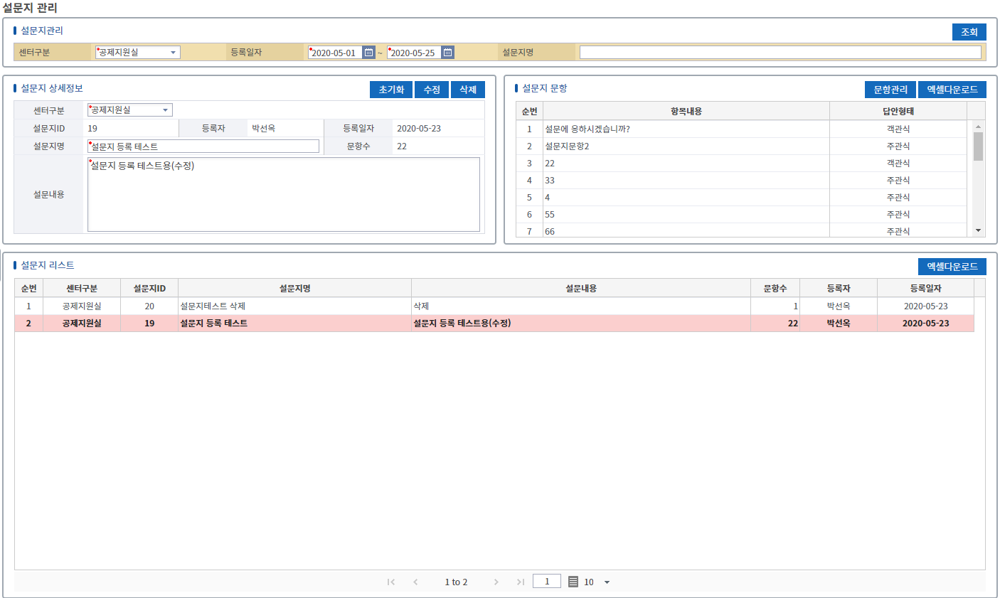 설문지 관리
설문지관리
조회
센터구분 공제지원실 등록일자 2020-05-01 ~ 2020-05-25 설문지명
설문지 상세정보 초기화 수정 삭제
센터구분 공제지원실
설문지ID 19 등록자 박선옥 등록일자 2020-05-23
설문지명 설문지 등록 테스트 문항수 22
설문내용 설문지 등록 테스트용(수정)
설문지 문항 문항관리 엑셀다운로드
순번 항목내용 답안형태
1 설문에 응하시겠습니까? 객관식
2 설문지문항2 주관식
3 22 객관식
4 33 주관식
5 4 주관식
6 55 주관식
7 66 주관식
설문지 리스트 엑셀다운로드
순번 센터구분 설문지ID 설문지명 설문내용 문항수 등록자 등록일자
1 공제지원실 20 설문지테스트 삭제 삭제 1 박선옥 2020-05-23
2 공제지원실 19 설문지 등록 테스트 설문지 등록 테스트용(수정) 22 박선옥 2020-05-23
1 to 2 1 10